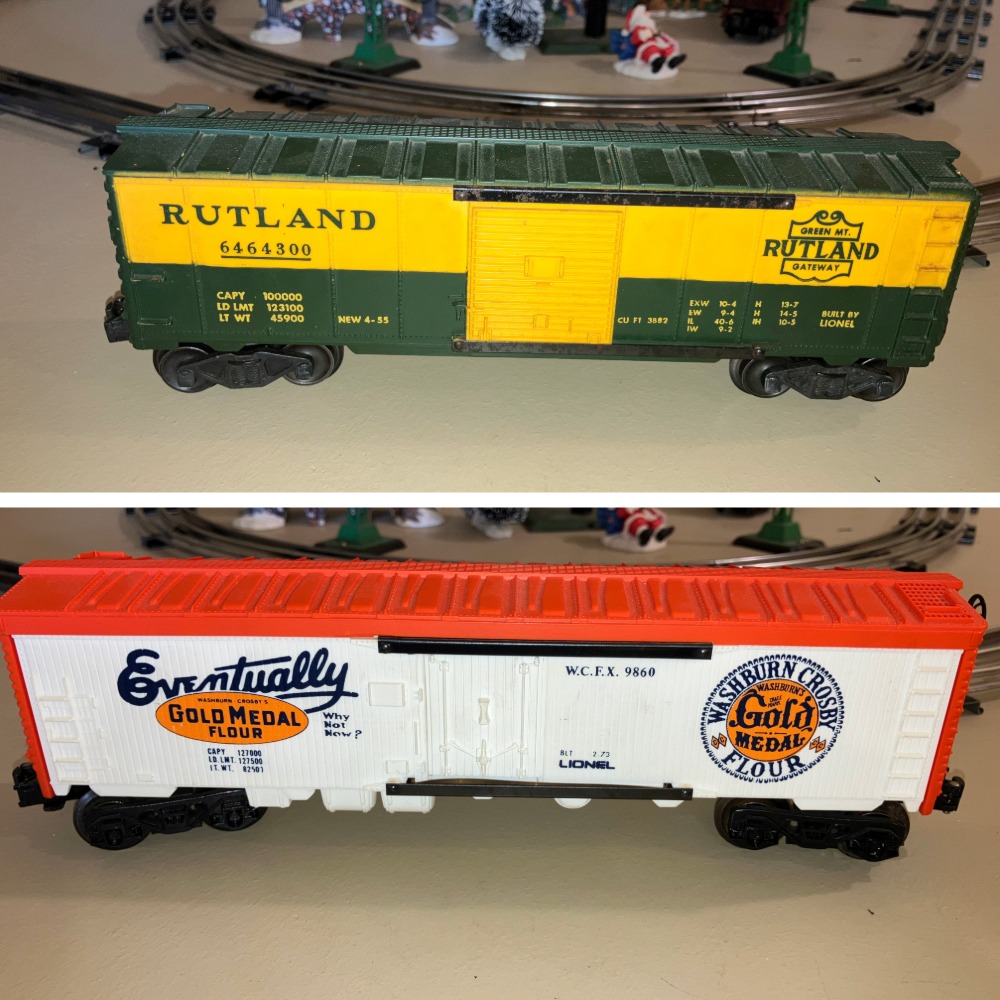 RUTLAND
6464300
CAPY 100000
LD LMT 123100
LT WT 45900
NEW 4-55
CU FT 3882
EXW 10-4 H 13-7
EW 9-4 H 14-5
IL 40-6 IH 10-5
IW 9-2
BUILT BY
LIONEL
GREEN MT.
RUTLAND
GATEWAY
Eventually
WASHBURN-CROSBY'S
GOLD MEDAL
FLOUR
Why
Not
Now?
CAPY 127000
LD. LMT. 127500
LT. WT. 82501
W.C.F.X. 9860
BLT 2-73
LIONEL
WASHBURN CROSBY
WASHBURN'S
TRADE
MARK
Gold
MEDAL
FLOUR